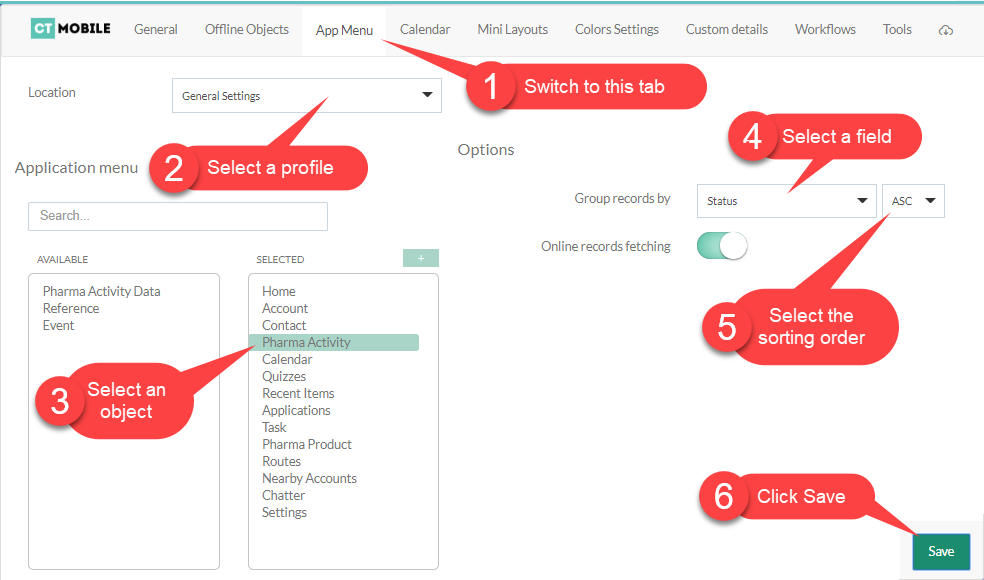 CT MOBILE General Offline Objects App Menu Calendar Mini Layouts Colors Settings Custom details Workflows Tools
1 Switch to this tab
Location
General Settings
2 Select a profile
Application menu
Search...
AVAILABLE
Pharma Activity Data
Reference
Event
SELECTED
+
Home
Account
Contact
Pharma Activity
Calendar
Quizzes
Recent Items
Applications
Task
Pharma Product
Routes
Nearby Accounts
Chatter
Settings
3 Select an
object
Options
4 Select a field
Group records by
Status
ASC
Online records fetching
5 Select the
sorting order
6 Click Save
Save